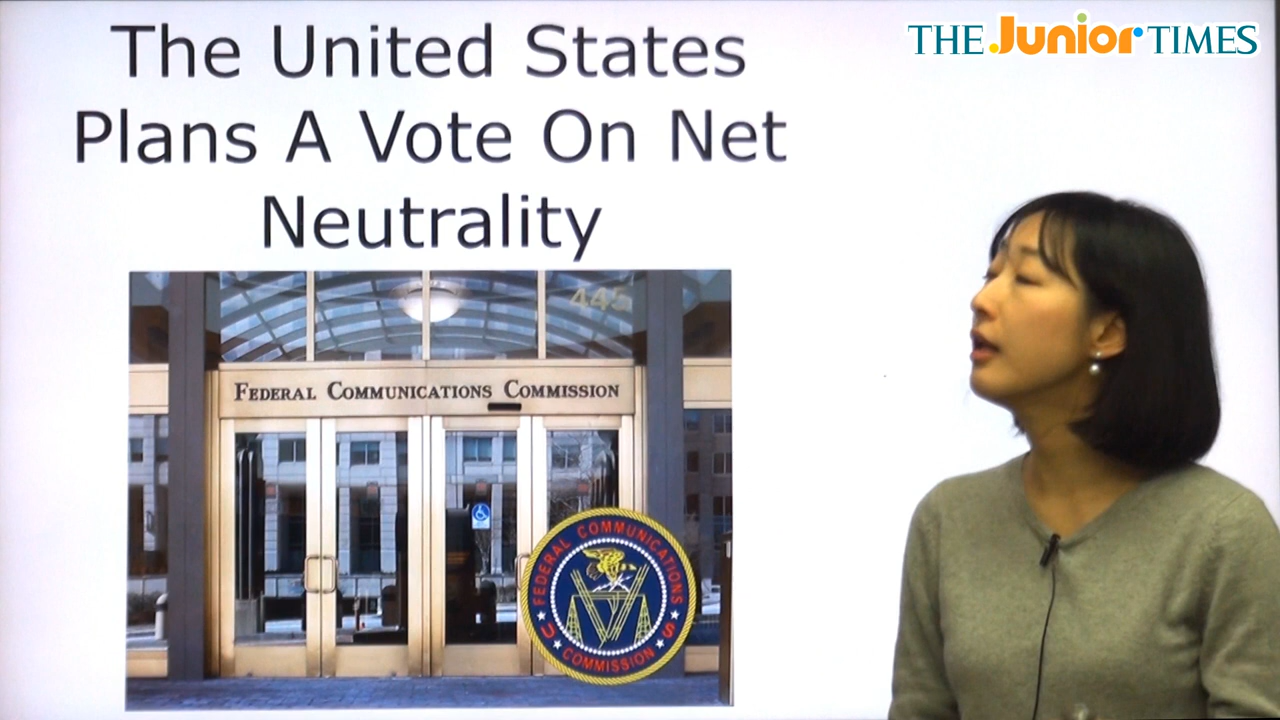 The United States
Plans A Vote On Net
Neutrality
THE Junior TIMES
445
FEDERAL COMMUNICATIONS COMMISSION
FEDERAL COMMUNICATIONS
COMMISSION
U S